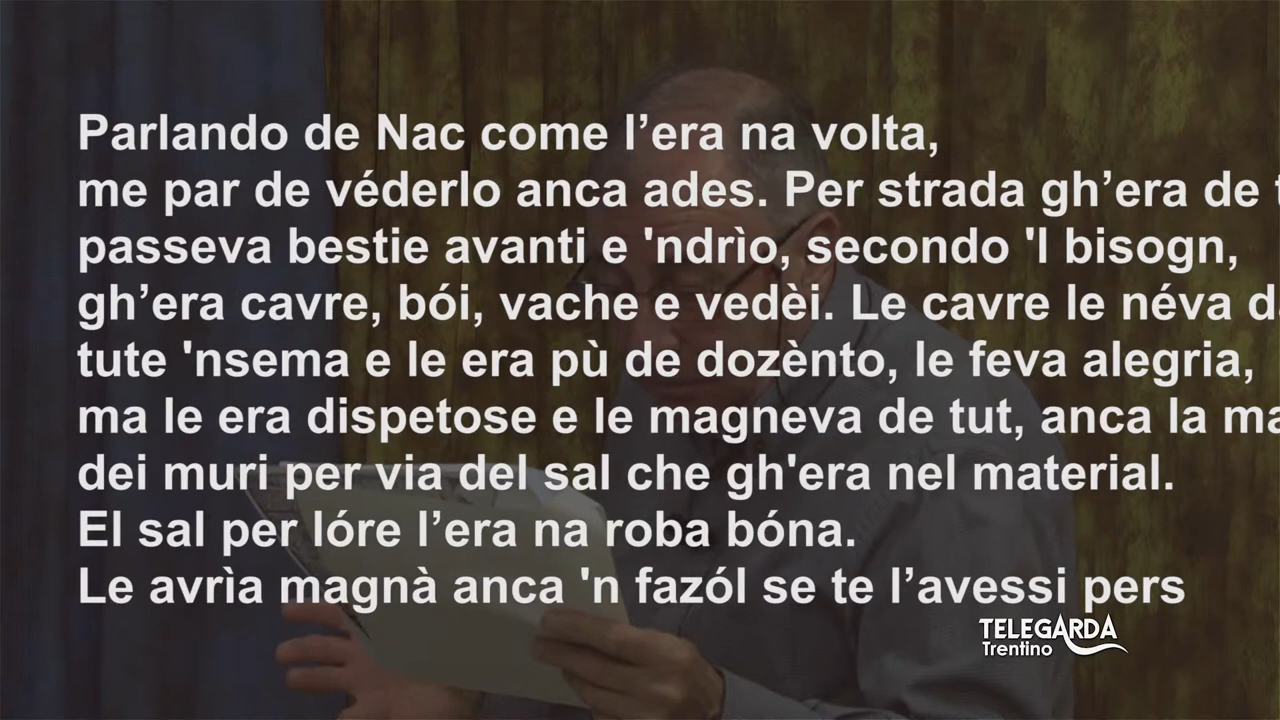 Parlando de Nac come l’era na volta,
me par de véderlo anca ades. Per strada gh’era de
passeva bestie avanti e 'ndrìo, secondo 'l bisogn,
gh’era cavre, bói, vache e vedèi. Le cavre le néva
tute 'nsema e le era pù de dozènto, le feva alegria,
ma le era dispetose e le magneva de tut, anca la
dei muri per via del sal che gh'era nel material.
El sal per lóre l’era na roba bóna.
Le avrìa magnà anca 'n fazól se te l’avessi pers
TELEGARDA
Trentino